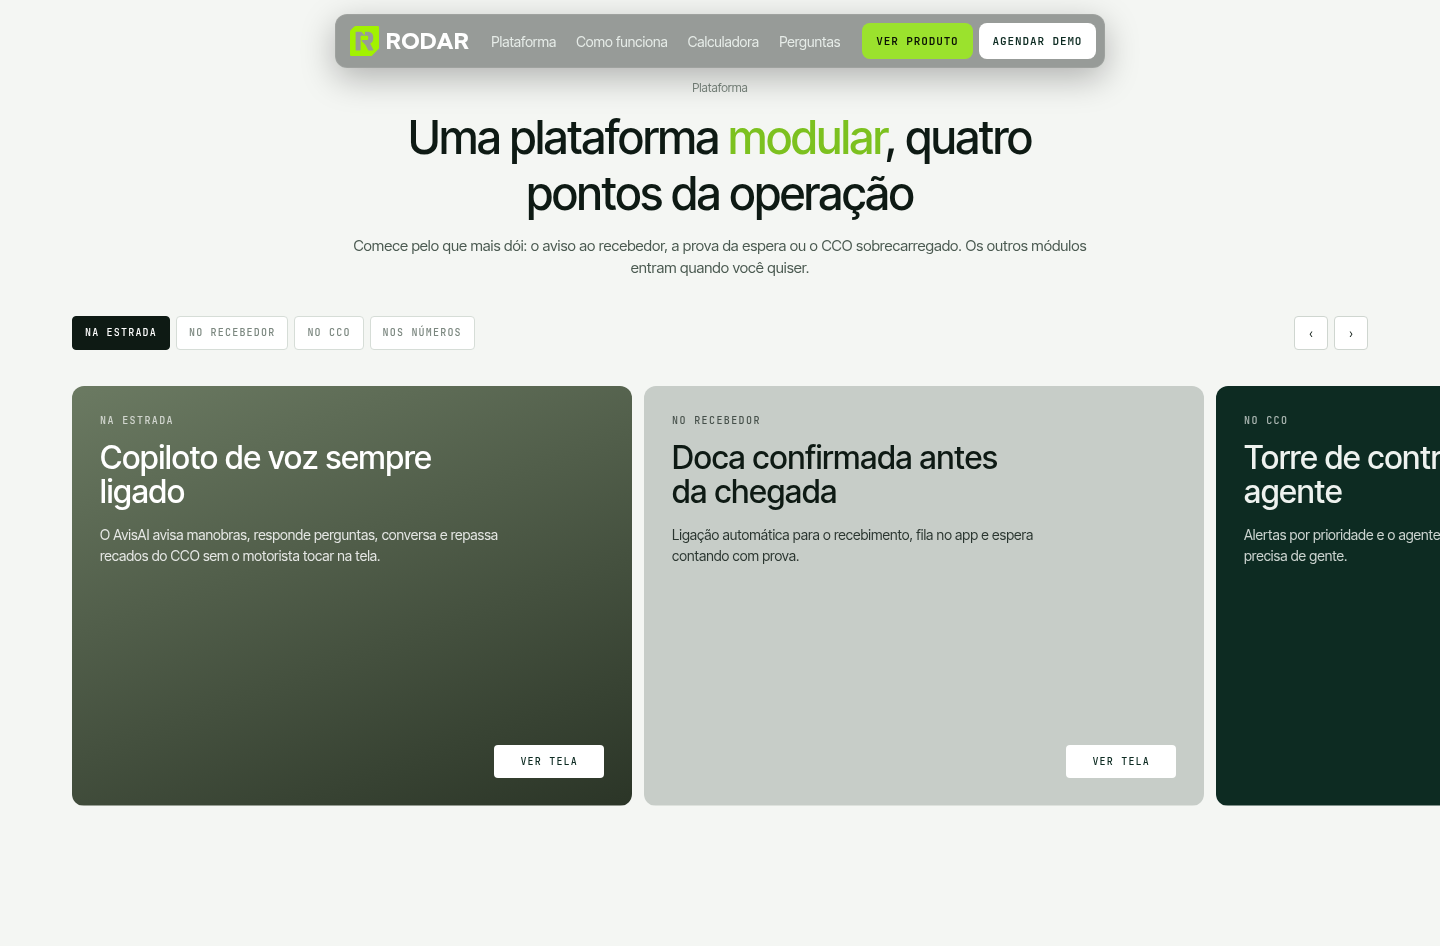 RODAR Plataforma Como funciona Calculadora Perguntas VER PRODUTO AGENDAR DEMO
Plataforma
Uma plataforma modular, quatro
pontos da operação
Comece pelo que mais dói: o aviso ao recebedor, a prova da espera ou o CCO sobrecarregado. Os outros módulos
entram quando você quiser.
NA ESTRADA NO RECEBEDOR NO CCO NOS NÚMEROS ‹ ›
NA ESTRADA
Copiloto de voz sempre
ligado
O AvisAI avisa manobras, responde perguntas, conversa e repassa
recados do CCO sem o motorista tocar na tela.
VER TELA
NO RECEBEDOR
Doca confirmada antes
da chegada
Ligação automática para o recebimento, fila no app e espera
contando com prova.
VER TELA
NO CCO
Torre de contr
agente
Alertas por prioridade e o agente
precisa de gente.